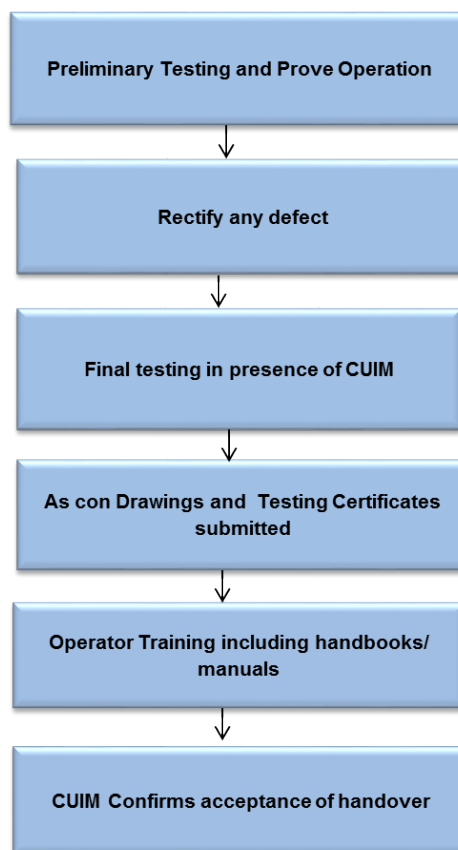 Preliminary Testing and Prove Operation
Rectify any defect
Final testing in presence of CUIM
As con Drawings and Testing Certificates
submitted
Operator Training including handbooks/
manuals
CUIM Confirms acceptance of handover